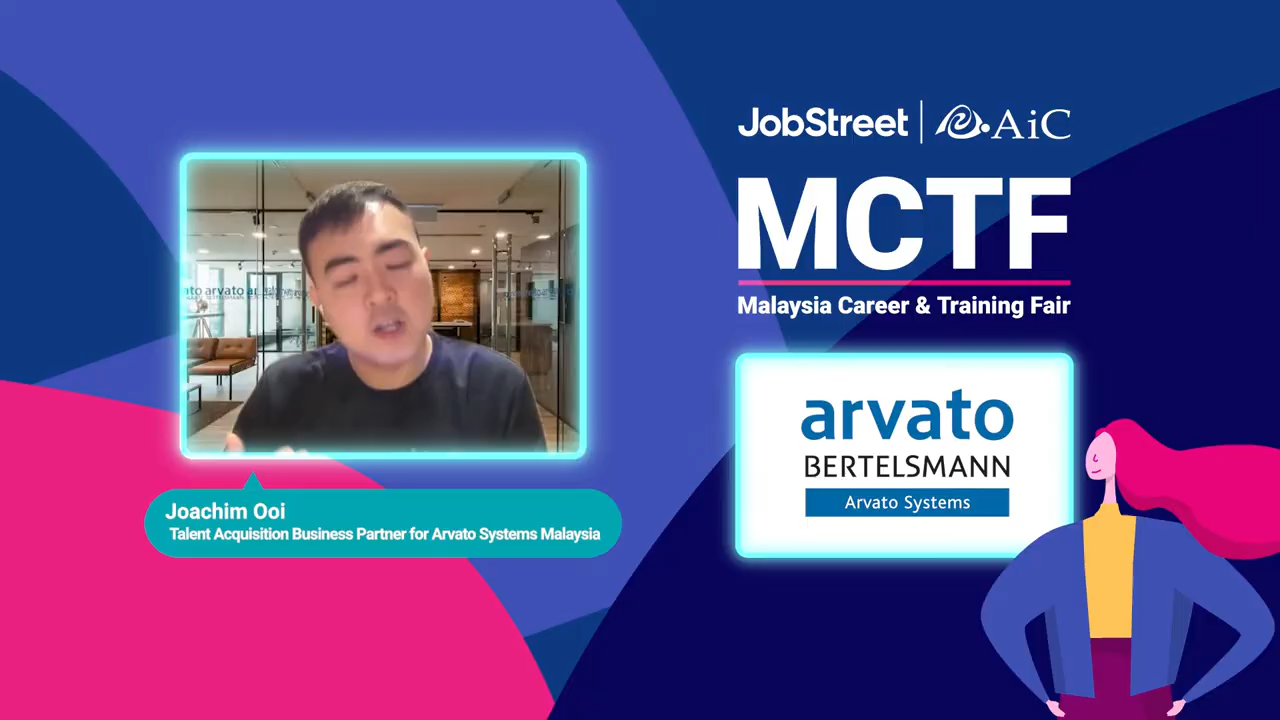 JobStreet | AiC
MCTF
Malaysia Career & Training Fair
arvato
BERTELSMANN
Arvato Systems
Joachim Ooi
Talent Acquisition Business Partner for Arvato Systems Malaysia
arvato